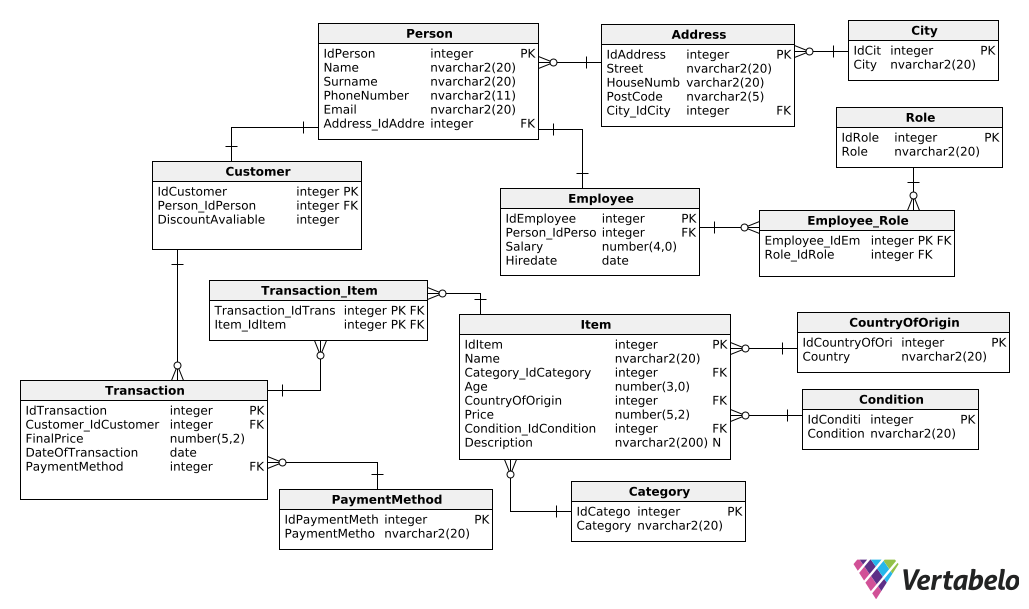 Person
IdPerson integer PK
Name nvarchar2(20)
Surname nvarchar2(20)
PhoneNumber nvarchar2(11)
Email nvarchar2(20)
Address_IdAddre integer FK
Address
IdAddress integer PK
Street nvarchar2(20)
HouseNumb varchar2(20)
PostCode nvarchar2(5)
City_IdCity integer FK
City
IdCit integer PK
City nvarchar2(20)
Role
IdRole integer PK
Role nvarchar2(20)
Customer
IdCustomer integer PK
Person_IdPerson integer FK
DiscountAvaliable integer
Employee
IdEmployee integer PK
Person_IdPerso integer FK
Salary number(4,0)
Hiredate date
Employee_Role
Employee_IdEm integer PK FK
Role_IdRole integer FK
Transaction_Item
Transaction_IdTrans integer PK FK
Item_IdItem integer PK FK
Item
IdItem integer PK
Name nvarchar2(20)
Category_IdCategory integer FK
Age number(3,0)
CountryOfOrigin integer FK
Price number(5,2)
Condition_IdCondition integer FK
Description nvarchar2(200) N
CountryOfOrigin
IdCountryOfOri integer PK
Country nvarchar2(20)
Condition
IdConditi integer PK
Condition nvarchar2(20)
Transaction
IdTransaction integer PK
Customer_IdCustomer integer FK
FinalPrice number(5,2)
DateOfTransaction date
PaymentMethod integer FK
PaymentMethod
IdPaymentMeth integer PK
PaymentMetho nvarchar2(20)
Category
IdCatego integer PK
Category nvarchar2(20)
Vertabelo